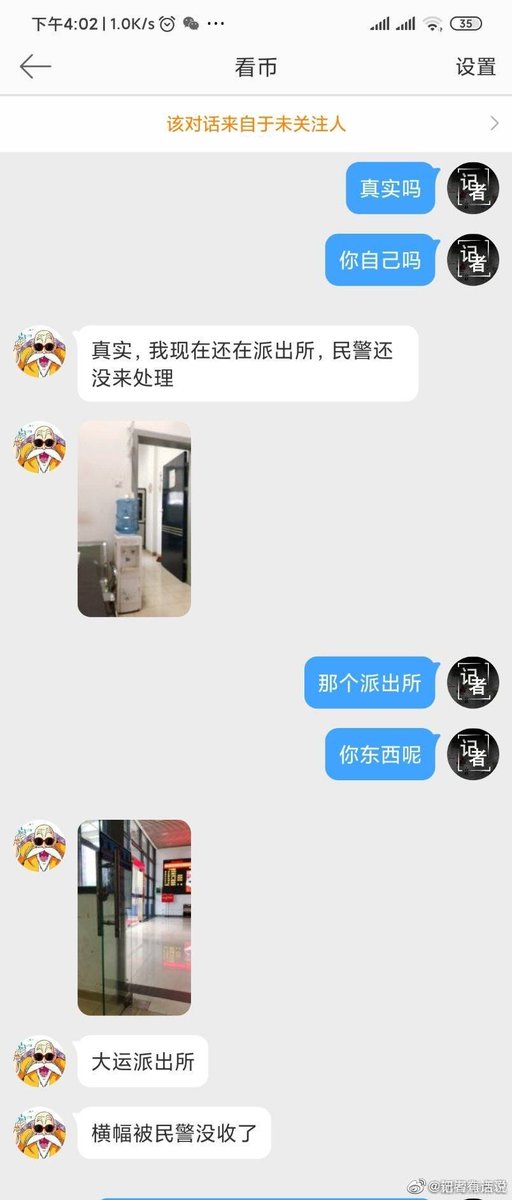 下午4:02 | 1.0K/s
35
看币
设置
该对话来自于未关注人
真实吗
记者
你自己吗
记者
真实，我现在还在派出所，民警还
没来处理
那个派出所
记者
你东西呢
记者
大运派出所
横幅被民警没收了